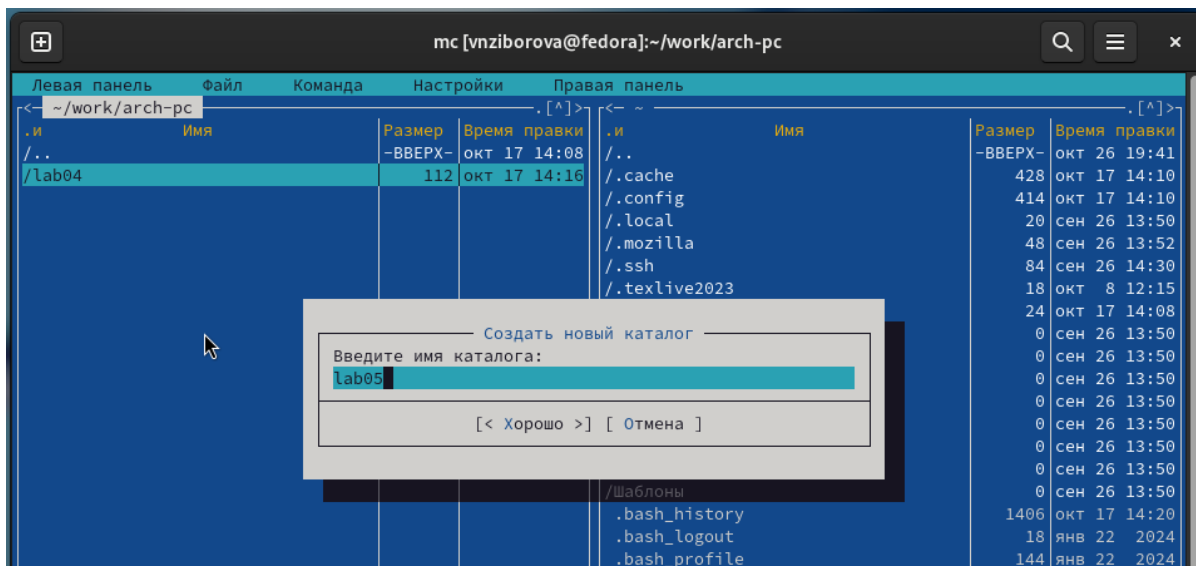 mc [vnziborova@fedora]:~/work/arch-pc
Левая панель Файл Команда Настройки Правая панель
<— ~/work/arch-pc .[^]> <— ~ .[^]>
.и Имя Размер Время правки .и Имя Размер Время правки
/.. -ВВЕРХ- окт 17 14:08 /.. -ВВЕРХ- окт 26 19:41
/lab04 112 окт 17 14:16 /.cache 428 окт 17 14:10
/.config 414 окт 17 14:10
/.local 20 сен 26 13:50
/.mozilla 48 сен 26 13:52
/.ssh 84 сен 26 14:30
/.texlive2023 18 окт 8 12:15
24 окт 17 14:08
Создать новый каталог 0 сен 26 13:50
Введите имя каталога: 0 сен 26 13:50
lab05 0 сен 26 13:50
0 сен 26 13:50
[< Хорошо >] [ Отмена ] 0 сен 26 13:50
0 сен 26 13:50
0 сен 26 13:50
/Шаблоны 0 сен 26 13:50
.bash_history 1406 окт 17 14:20
.bash_logout 18 янв 22 2024
.bash_profile 144 янв 22 2024